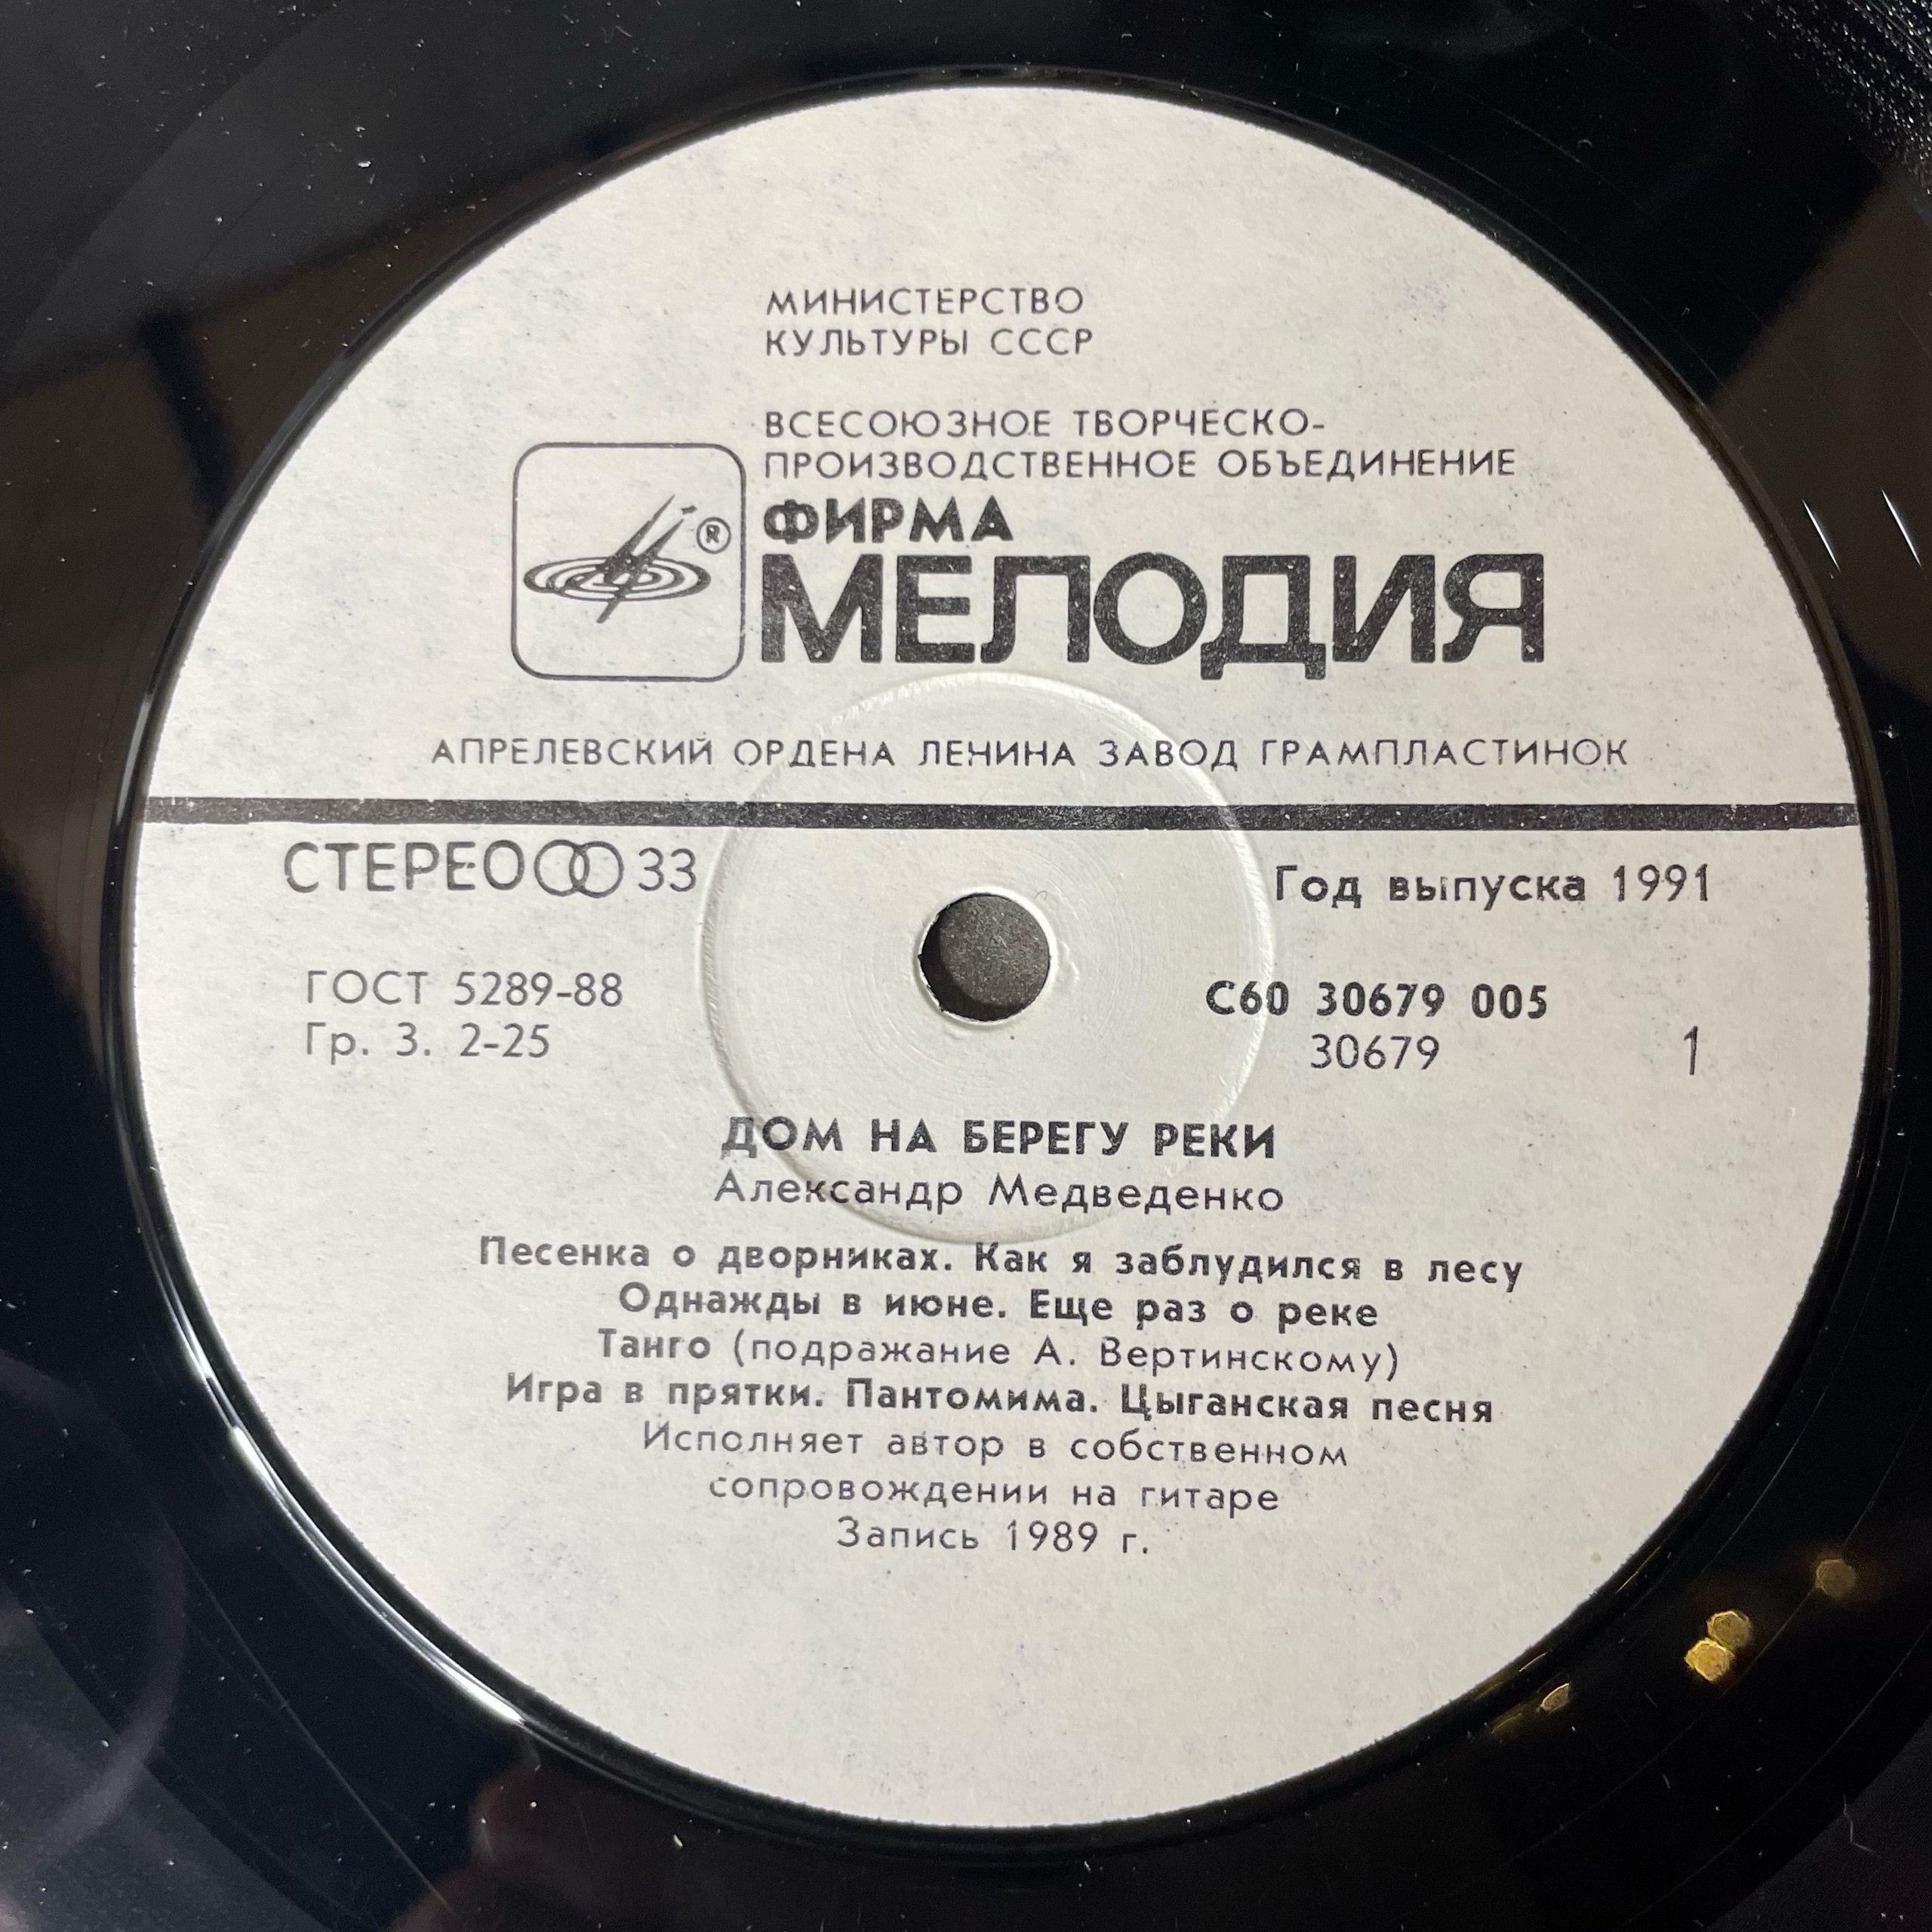 МИНИСТЕРСТВО
КУЛЬТУРЫ СССР
ВСЕСОЮЗНОЕ ТВОРЧЕСКО-
ПРОИЗВОДСТВЕННОЕ ОБЪЕДИНЕНИЕ
®
ФИРМА
МЕЛОДИЯ
АПРЕЛЕВСКИЙ ОРДЕНА ЛЕНИНА ЗАВОД ГРАМПЛАСТИНОК
СТЕРЕО 33
Год выпуска 1991
ГОСТ 5289-88
Гр. 3. 2-25
С60 30679 005
30679
1
ДОМ НА БЕРЕГУ РЕКИ
Александр Медведенко
Песенка о дворниках. Как я заблудился в лесу
Однажды в июне. Еще раз о реке
Танго (подражание А. Вертинскому)
Игра в прятки. Пантомима. Цыганская песня
Исполняет автор в собственном
сопровождении на гитаре
Запись 1989 г.